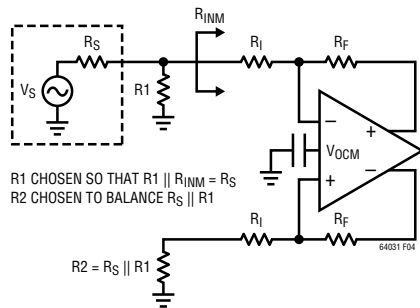 R_INM
R_S
R_I
R_F
V_S
R1
−
+
V_OCM
−
+
R1 CHOSEN SO THAT R1 || R_INM = R_S
R2 CHOSEN TO BALANCE R_S || R1
R_I
R_F
64031 F04
R2 = R_S || R1